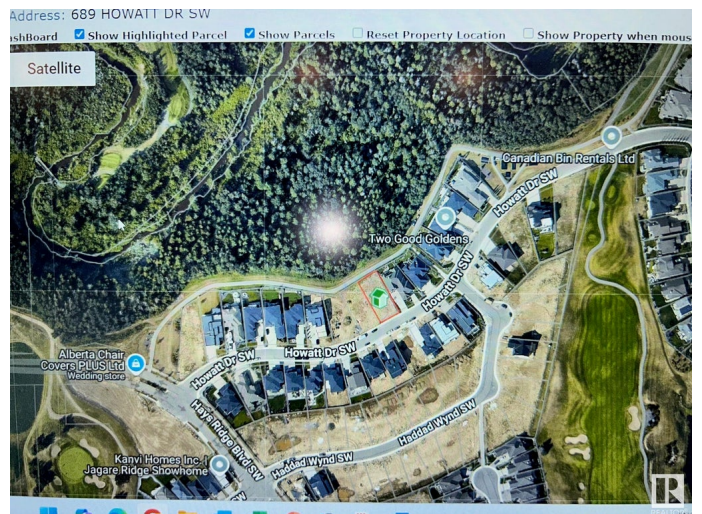 Address: 689 HOWATT DR SW
ashBoard Show Highlighted Parcel Show Parcels Reset Property Location Show Property when mous
Satellite
Canadian Bin Rentals Ltd
Howatt Dr SW
Two Good Goldens
Howatt Dr SW
Alberta Chair
Covers PLUS Ltd
Wedding store
Howatt Dr SW
Howatt Dr SW
Hays Ridge Blvd SW
Haddad Wynd SW
Kanvi Homes Inc. |
Jagare Ridge Showhome
Haddad Wynd SW
SW